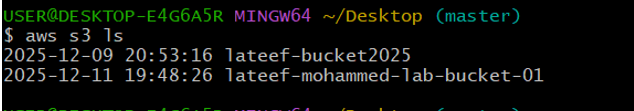 USER@DESKTOP-E4G6A5R MINGW64 ~/Desktop (master)
$ aws s3 ls
2025-12-09 20:53:16 lateef-bucket2025
2025-12-11 19:48:26 lateef-mohammed-lab-bucket-01